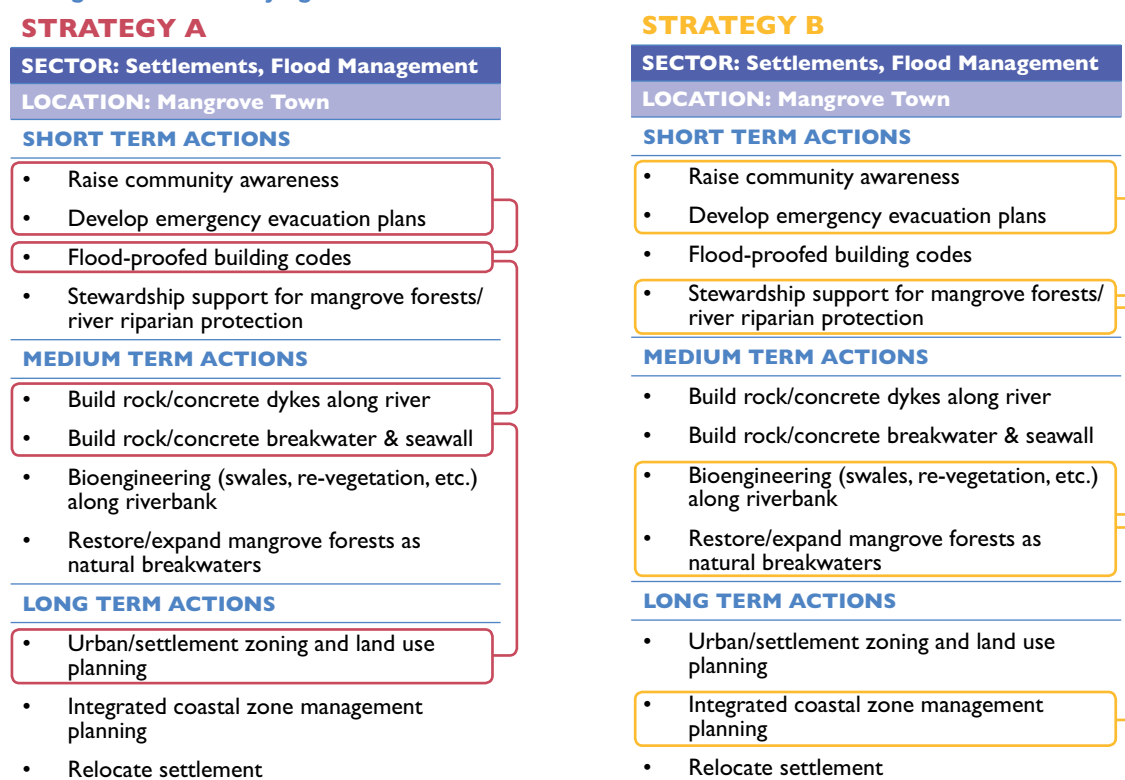 STRATEGY A
SECTOR: Settlements, Flood Management
LOCATION: Mangrove Town
SHORT TERM ACTIONS
• Raise community awareness
• Develop emergency evacuation plans
• Flood-proofed building codes
• Stewardship support for mangrove forests/
river riparian protection
MEDIUM TERM ACTIONS
• Build rock/concrete dykes along river
• Build rock/concrete breakwater & seawall
• Bioengineering (swales, re-vegetation, etc.)
along riverbank
• Restore/expand mangrove forests as
natural breakwaters
LONG TERM ACTIONS
• Urban/settlement zoning and land use
planning
• Integrated coastal zone management
planning
• Relocate settlement
STRATEGY B
SECTOR: Settlements, Flood Management
LOCATION: Mangrove Town
SHORT TERM ACTIONS
• Raise community awareness
• Develop emergency evacuation plans
• Flood-proofed building codes
• Stewardship support for mangrove forests/
river riparian protection
MEDIUM TERM ACTIONS
• Build rock/concrete dykes along river
• Build rock/concrete breakwater & seawall
• Bioengineering (swales, re-vegetation, etc.)
along riverbank
• Restore/expand mangrove forests as
natural breakwaters
LONG TERM ACTIONS
• Urban/settlement zoning and land use
planning
• Integrated coastal zone management
planning
• Relocate settlement